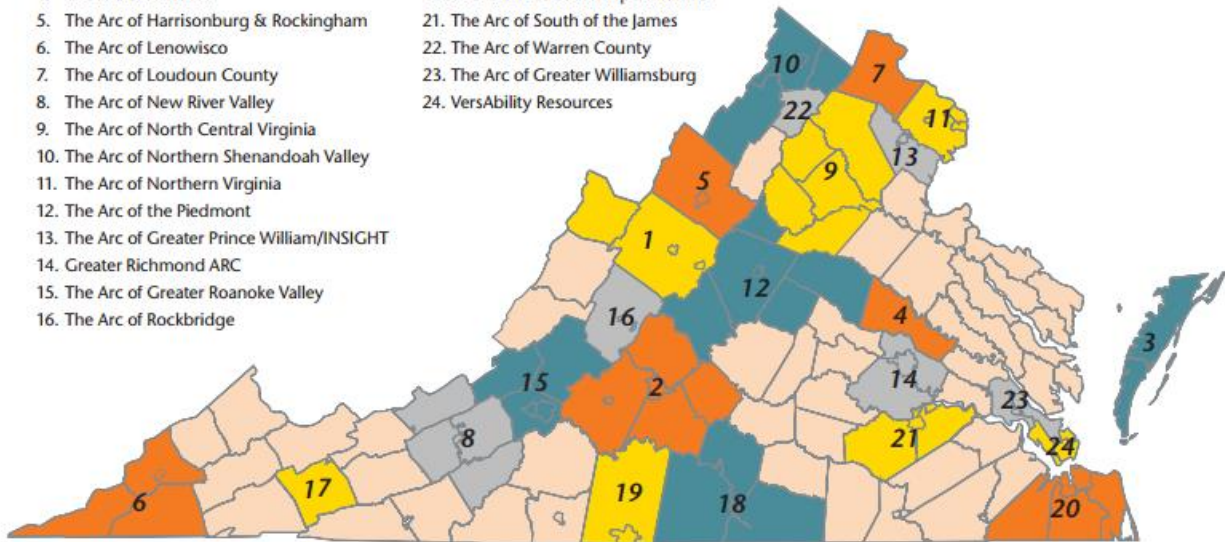 5. The Arc of Harrisonburg & Rockingham
6. The Arc of Lenowisco
7. The Arc of Loudoun County
8. The Arc of New River Valley
9. The Arc of North Central Virginia
10. The Arc of Northern Shenandoah Valley
11. The Arc of Northern Virginia
12. The Arc of the Piedmont
13. The Arc of Greater Prince William/INSIGHT
14. Greater Richmond ARC
15. The Arc of Greater Roanoke Valley
16. The Arc of Rockbridge
21. The Arc of South of the James
22. The Arc of Warren County
23. The Arc of Greater Williamsburg
24. VersAbility Resources
10
7
22
11
13
5
9
1
12
16
4
3
15
2
14
23
8
21
24
17
6
19
18
20